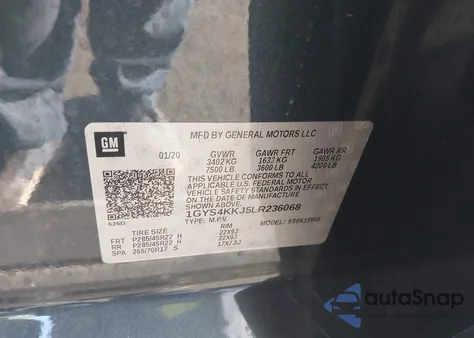 GM
MFD BY GENERAL MOTORS LLC
01/20
GVWR GAWR FRT GAWR RR
3402 KG 1633 KG 1905 KG
7500 LB 3600 LB 4200 LB
THIS VEHICLE CONFORMS TO ALL
APPLICABLE U.S. FEDERAL MOTOR
VEHICLE SAFETY
IN EFFECT ON THE DATE OF
MANUFACTURE SHOWN ABOVE.
1GYS4KKJ5LR236068
TYPE: M.P.V. MODEL:
TIRE SIZE RIM
FRT P285/45R22 H 22X9J
RR P285/45R22 H 22X9J
SPA 265/70R17 S 17X7.5J
autoSnap